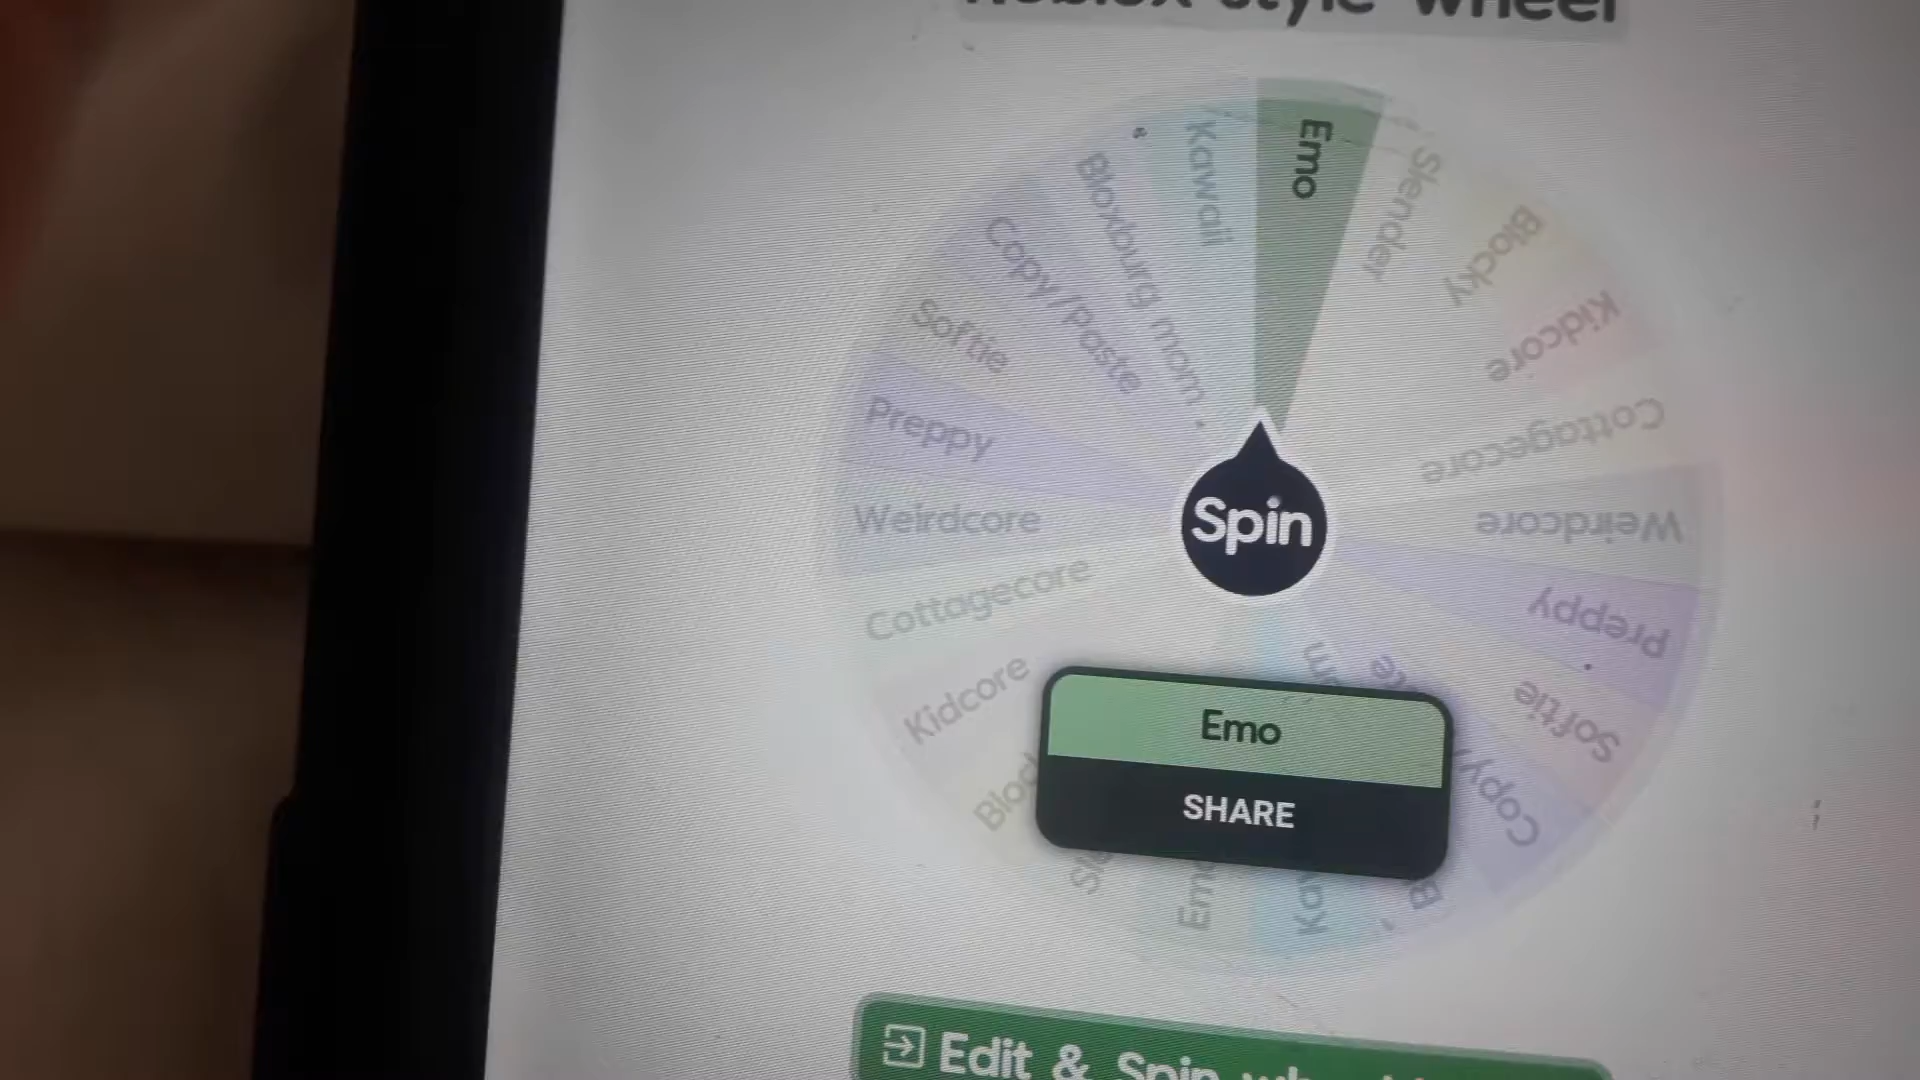 Roblox style wheel
Emo
Slender
Blocky
Kidcore
Cottagecore
Weirdcore
Preppy
Softie
Copy/
Kawaii
Bloxburg mom
Copy/Paste
Softie
Preppy
Weirdcore
Cottagecore
Kidcore
Emo
Spin
Emo
SHARE
Edit & Spin